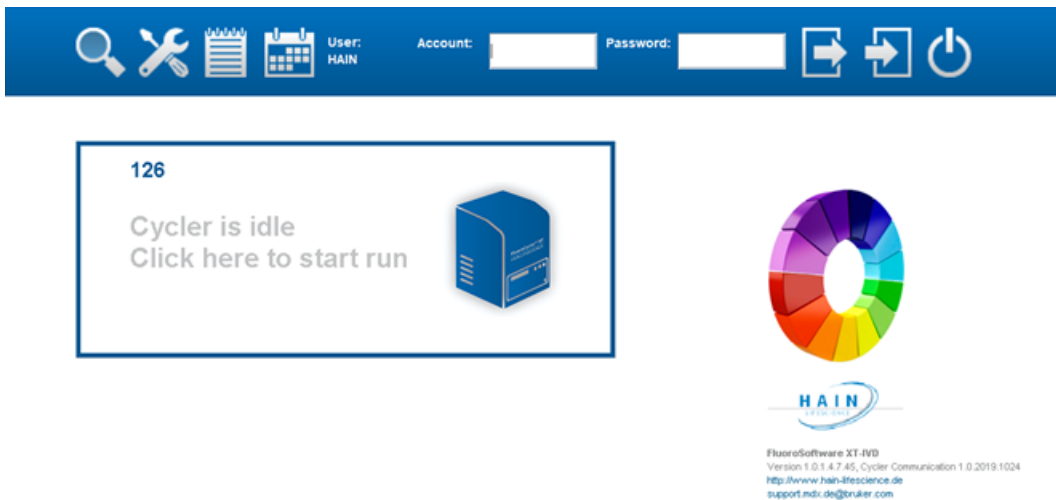 User:
HAIN
Account:
Password:
126
Cycler is idle
Click here to start run
HAIN
LIFESCIENCE
FluoroSoftware XT-IVD
Version 1.0.1.4.7.45, Cycler Communication 1.0.2019.1024
http://www.hain-lifescience.de
support.mdx.de@bruker.com